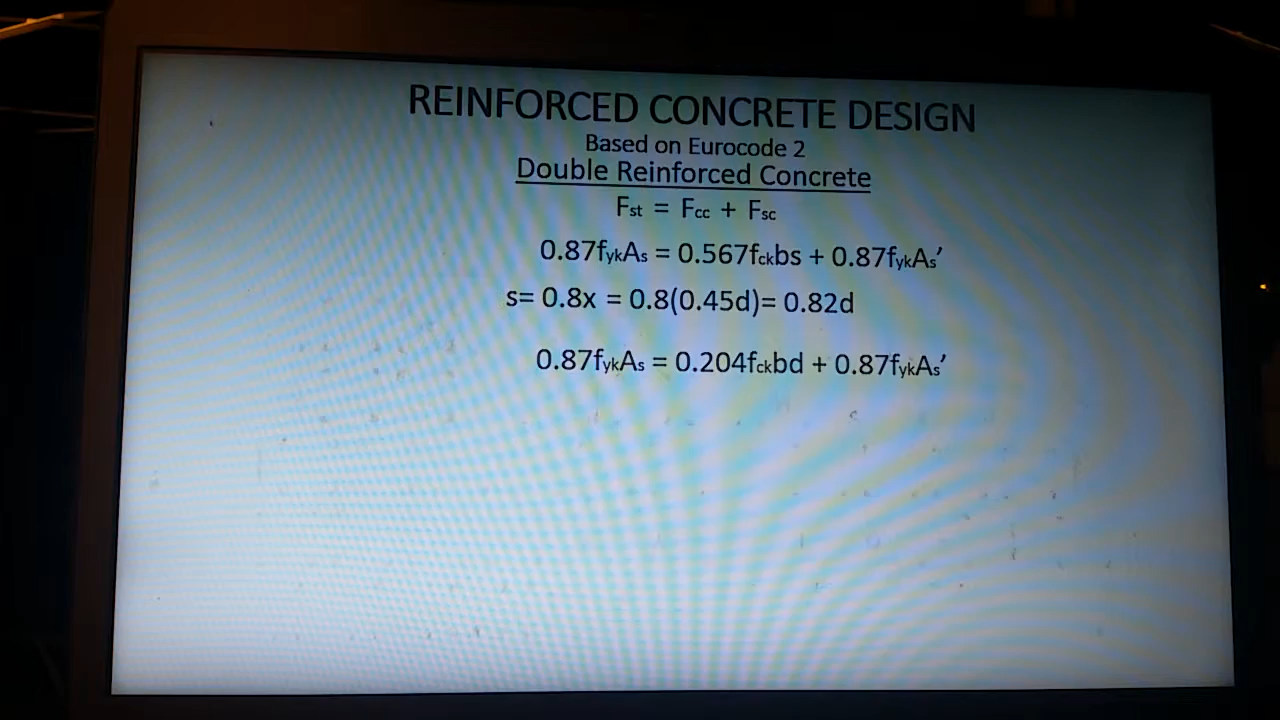 REINFORCED CONCRETE DESIGN
Based on Eurocode 2
Double Reinforced Concrete
Fst = Fcc + Fsc
0.87fykAs = 0.567fckbs + 0.87fykAs’
s= 0.8x = 0.8(0.45d)= 0.82d
0.87fykAs = 0.204fckbd + 0.87fykAs’